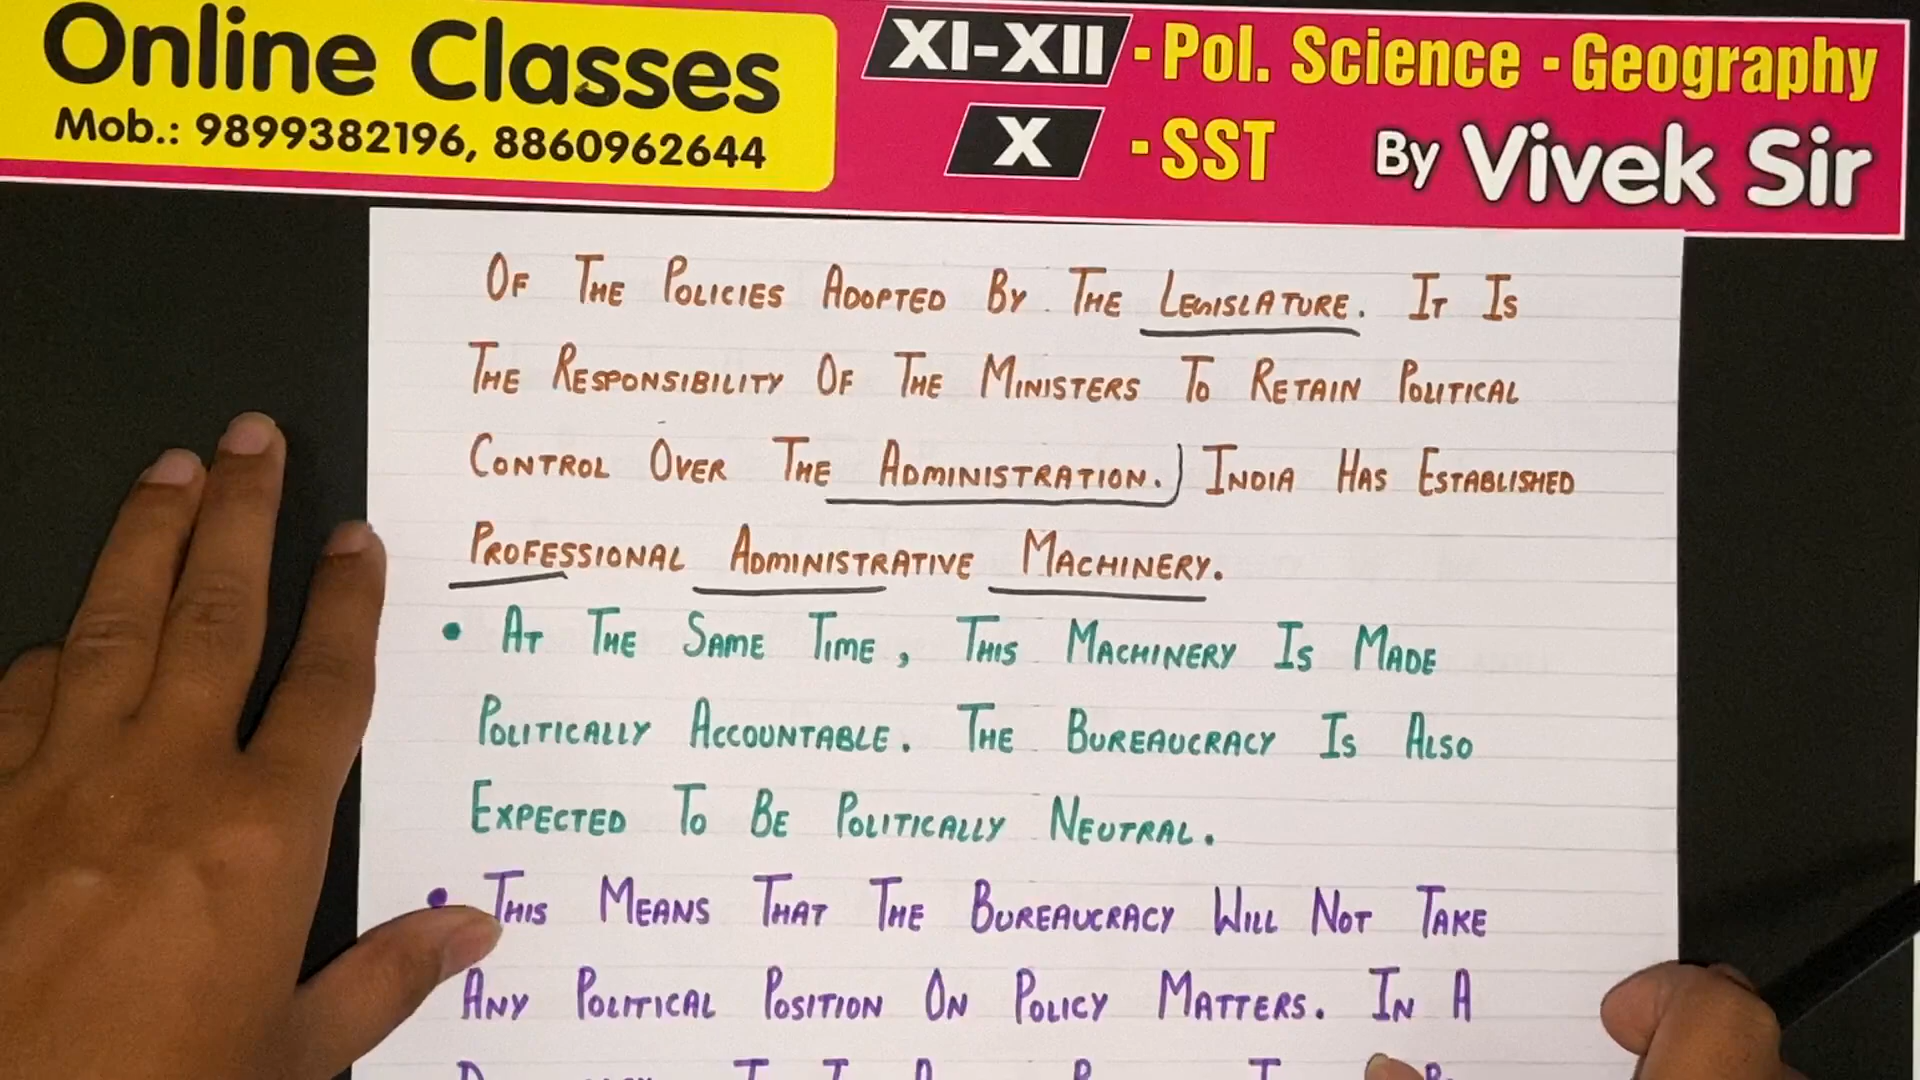 Online Classes
Mob.: 9899382196, 8860962644
XI-XII - Pol. Science - Geography
X - SST By Vivek Sir
OF THE POLICIES ADOPTED BY THE LEGISLATURE. IT IS
THE RESPONSIBILITY OF THE MINISTERS TO RETAIN POLITICAL
CONTROL OVER THE ADMINISTRATION. INDIA HAS ESTABLISHED
PROFESSIONAL ADMINISTRATIVE MACHINERY.
• AT THE SAME TIME, THIS MACHINERY IS MADE
POLITICALLY ACCOUNTABLE. THE BUREAUCRACY IS ALSO
EXPECTED TO BE POLITICALLY NEUTRAL.
• THIS MEANS THAT THE BUREAUCRACY WILL NOT TAKE
ANY POLITICAL POSITION ON POLICY MATTERS. IN A